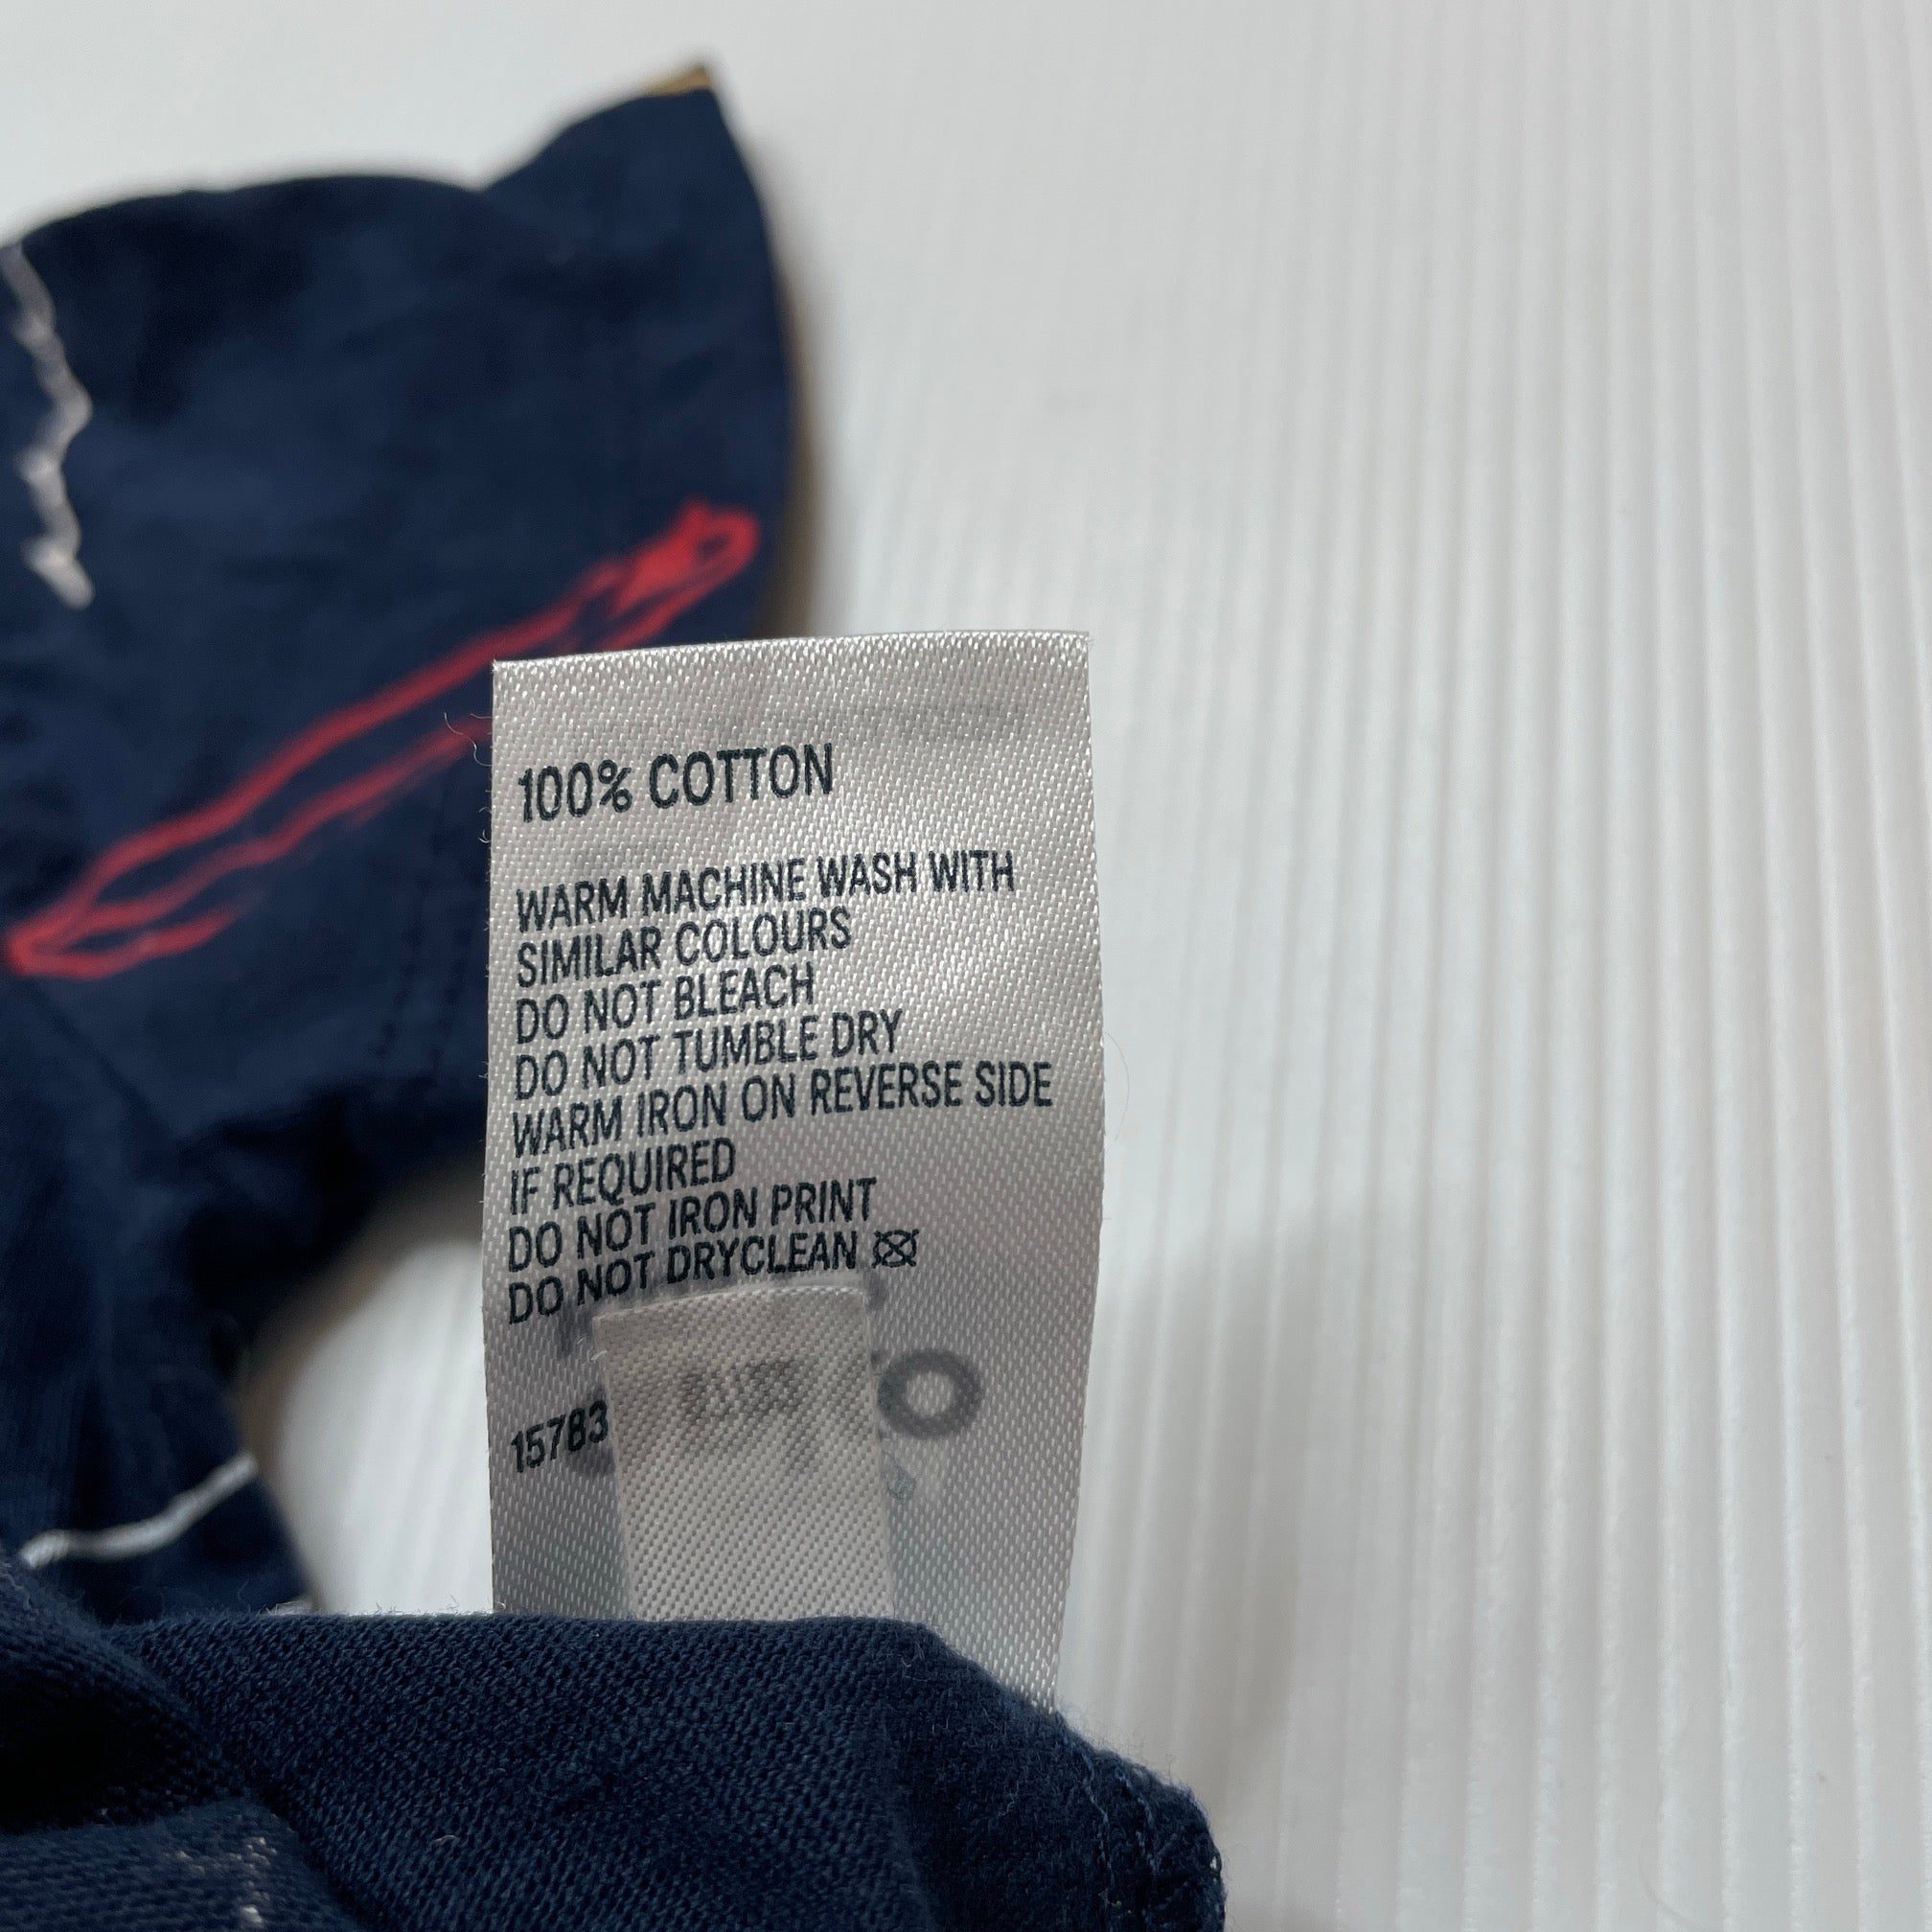 100% COTTON
WARM MACHINE WASH WITH
SIMILAR COLOURS
DO NOT BLEACH
DO NOT TUMBLE DRY
WARM IRON ON REVERSE SIDE
IF REQUIRED
DO NOT IRON PRINT
DO NOT DRYCLEAN
15783